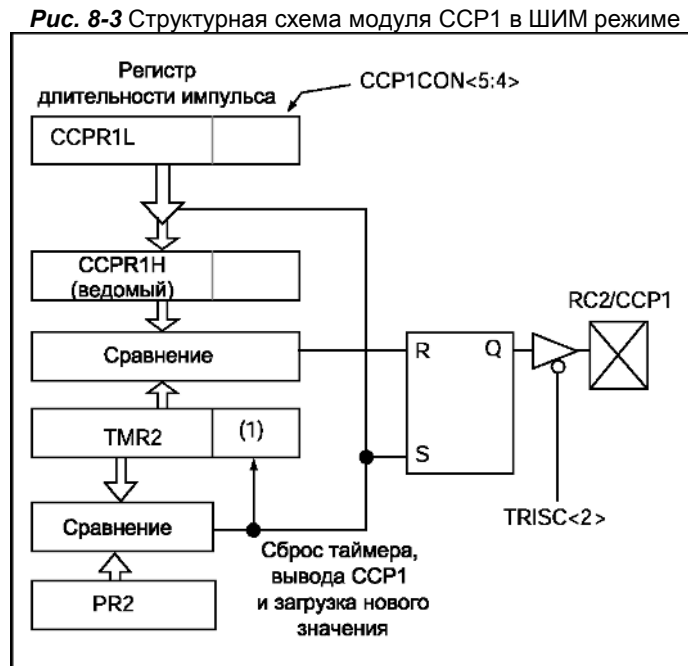 Рис. 8-3 Структурная схема модуля CCP1 в ШИМ режиме
Регистр
длительности импульса
CCP1CON<5:4>
CCPR1L
CCPR1H
(ведомый)
RC2/CCP1
Сравнение
R
Q
TMR2
(1)
S
TRISC<2>
Сравнение
Сброс таймера,
вывода CCP1
и загрузка нового
значения
PR2